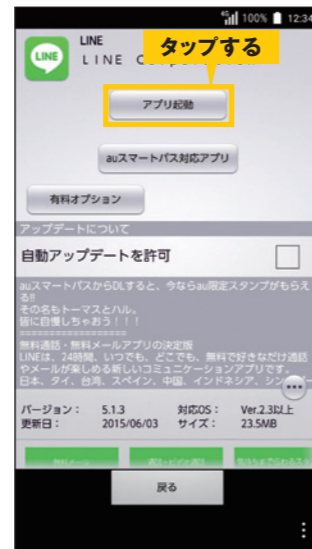 4G 100% 12:34
LINE
LINE
タップする
アプリ起動
auスマートパス対応アプリ
有料オプション
アップデートについて
自動アップデートを許可
auスマートパスからDLすると、今ならau限定スタンプがもらえ
る!!
その名もトーマスとハル。
皆に自慢しちゃおう！！！
====================
無料通話・無料メールアプリの決定版
LINEは、24時間、いつでも、どこでも、無料で好きなだけ通話
やメールが楽しめる新しいコミュニケーションアプリです。
日本、タイ、台湾、スペイン、中国、インドネシア、シン
バージョン： 5.1.3 対応OS： Ver.2.3以上
更新日： 2015/06/03 サイズ： 23.5MB
戻る